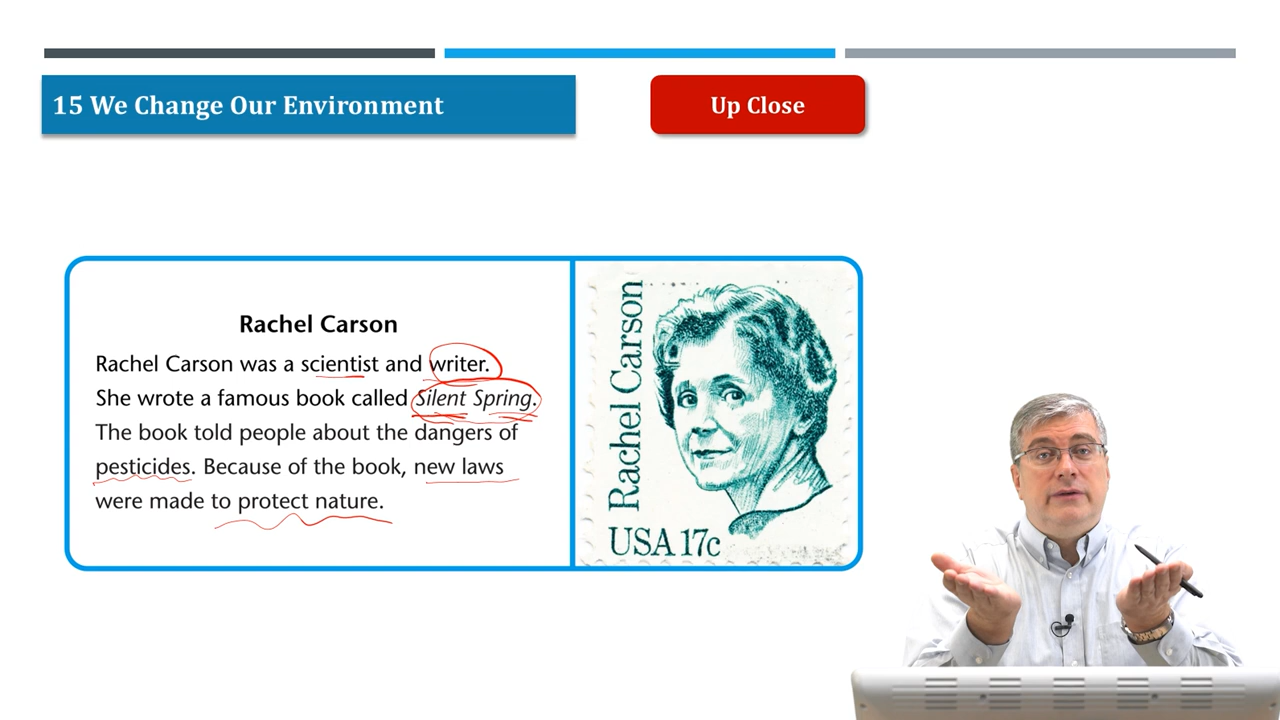 15 We Change Our Environment
Up Close
Rachel Carson
Rachel Carson was a scientist and writer.
She wrote a famous book called Silent Spring.
The book told people about the dangers of
pesticides. Because of the book, new laws
were made to protect nature.
Rachel Carson
USA 17c